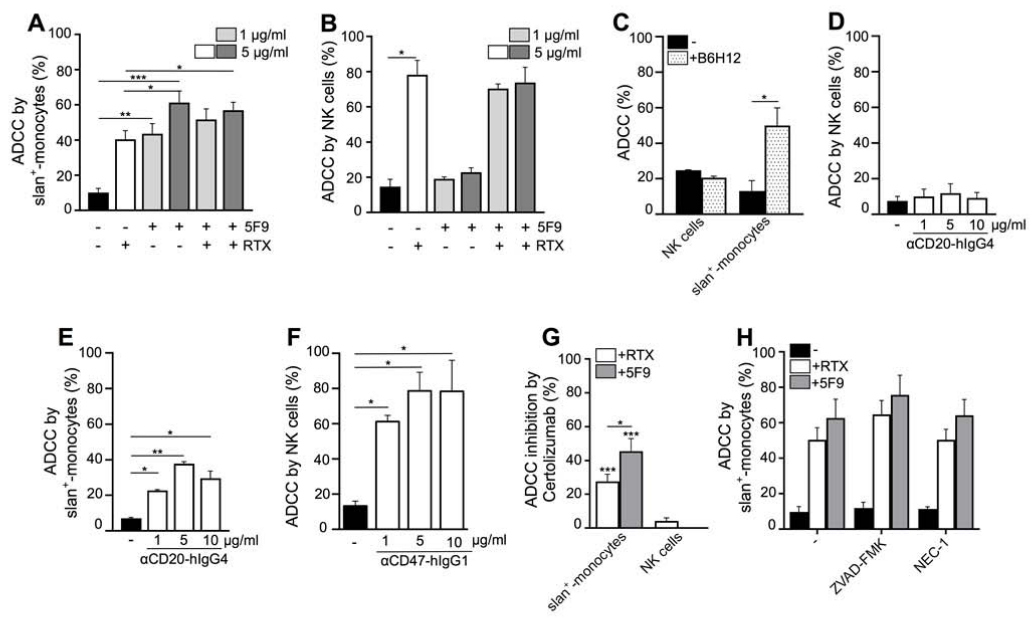 A
ADCC by
slan⁺-monocytes (%)
100
80
60
40
20
0
1 µg/ml
5 µg/ml
*
***
*
**
- - + + + + 5F9
- + - - + + RTX
B
ADCC by NK cells (%)
100
80
60
40
20
0
1 µg/ml
5 µg/ml
*
- - + + + + 5F9
- + - - + + RTX
C
ADCC (%)
100
80
60
40
20
0
-
+B6H12
*
NK cells
slan⁺-monocytes
D
ADCC by NK cells (%)
100
80
60
40
20
0
- 1 5 10 µg/ml
αCD20-hIgG4
E
ADCC by
slan⁺-monocytes (%)
100
80
60
40
20
0
*
**
*
- 1 5 10 µg/ml
αCD20-hIgG4
F
ADCC by NK cells (%)
100
80
60
40
20
0
*
*
*
- 1 5 10 µg/ml
αCD47-hIgG1
G
ADCC inhibition by
Certolizumab (%)
100
80
60
40
20
0
+RTX
+5F9
*
***
***
slan⁺-monocytes
NK cells
H
ADCC by
slan⁺-monocytes (%)
100
80
60
40
20
0
-
+RTX
+5F9
-
ZVAD-FMK
NEC-1